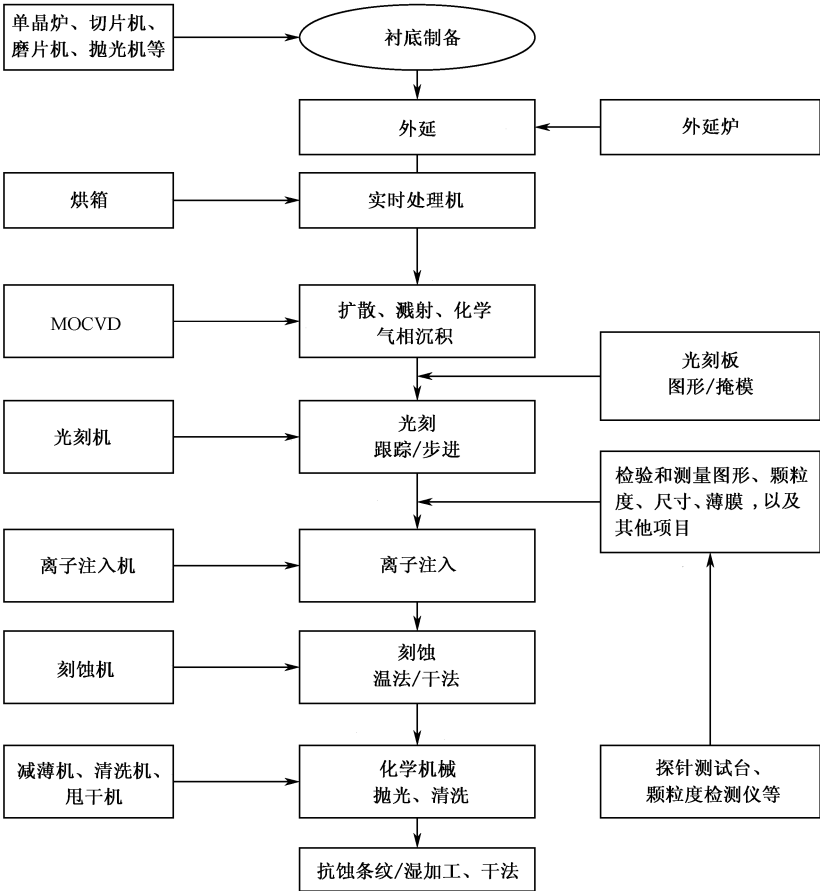 单晶炉、切片机、
磨片机、抛光机等
衬底制备
外延
外延炉
烘箱
实时处理机
MOCVD
扩散、溅射、化学
气相沉积
光刻板
图形/掩模
光刻机
光刻
跟踪/步进
检验和测量图形、颗粒
度、尺寸、薄膜,以及
其他项目
离子注入机
离子注入
刻蚀机
刻蚀
温法/干法
减薄机、清洗机、
甩干机
化学机械
抛光、清洗
探针测试台、
颗粒度检测仪等
抗蚀条纹/湿加工、干法